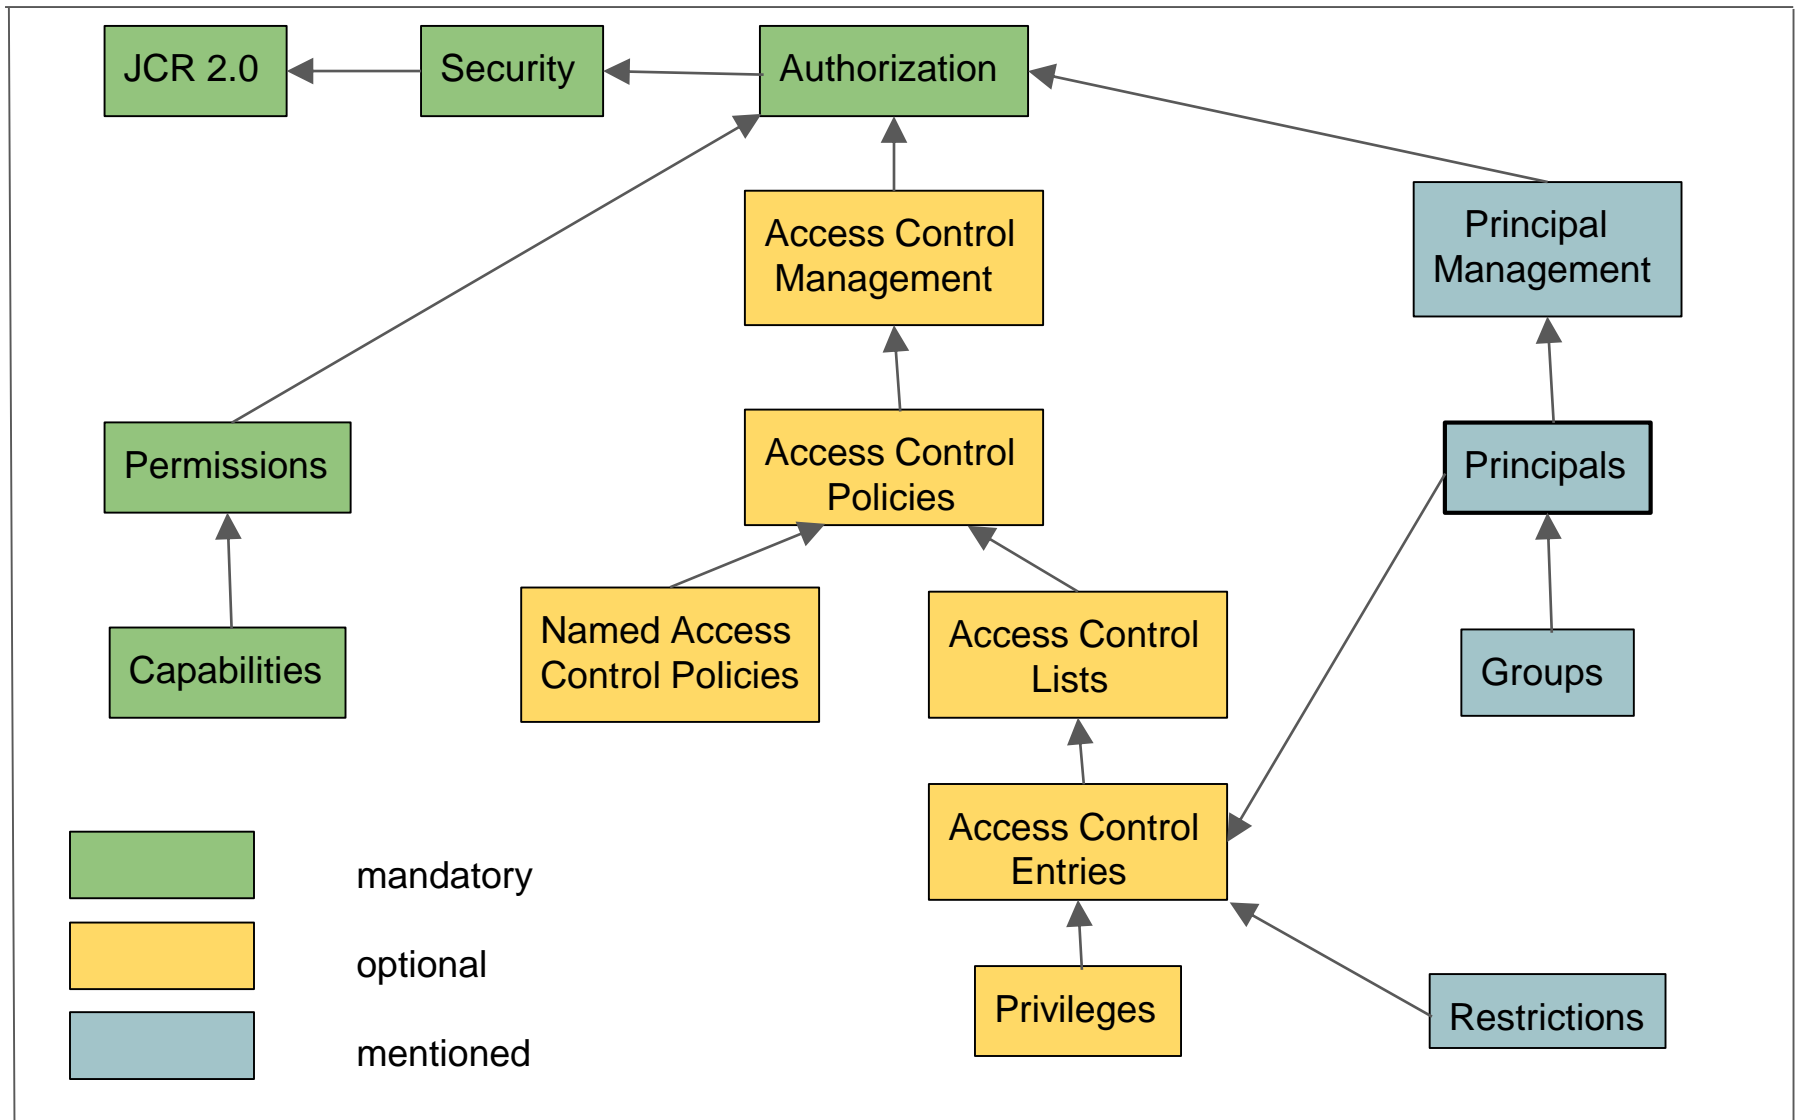 JCR 2.0
Security
Authorization
Access Control
Management
Principal
Management
Permissions
Access Control
Policies
Principals
Capabilities
Named Access
Control Policies
Access Control
Lists
Groups
Access Control
Entries
Privileges
Restrictions
mandatory
optional
mentioned